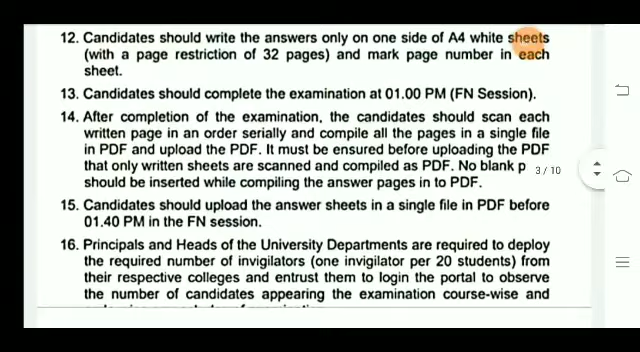 12. Candidates should write the answers only on one side of A4 white sheets
(with a page restriction of 32 pages) and mark page number in each
sheet.
13. Candidates should complete the examination at 01.00 PM (FN Session).
14. After completion of the examination, the candidates should scan each
written page in an order serially and compile all the pages in a single file
in PDF and upload the PDF. It must be ensured before uploading the PDF
that only written sheets are scanned and compiled as PDF. No blank p
3 / 10
should be inserted while compiling the answer pages in to PDF.
15. Candidates should upload the answer sheets in a single file in PDF before
01.40 PM in the FN session.
16. Principals and Heads of the University Departments are required to deploy
the required number of invigilators (one invigilator per 20 students) from
their respective colleges and entrust them to login the portal to observe
the number of candidates appearing the examination course-wise and